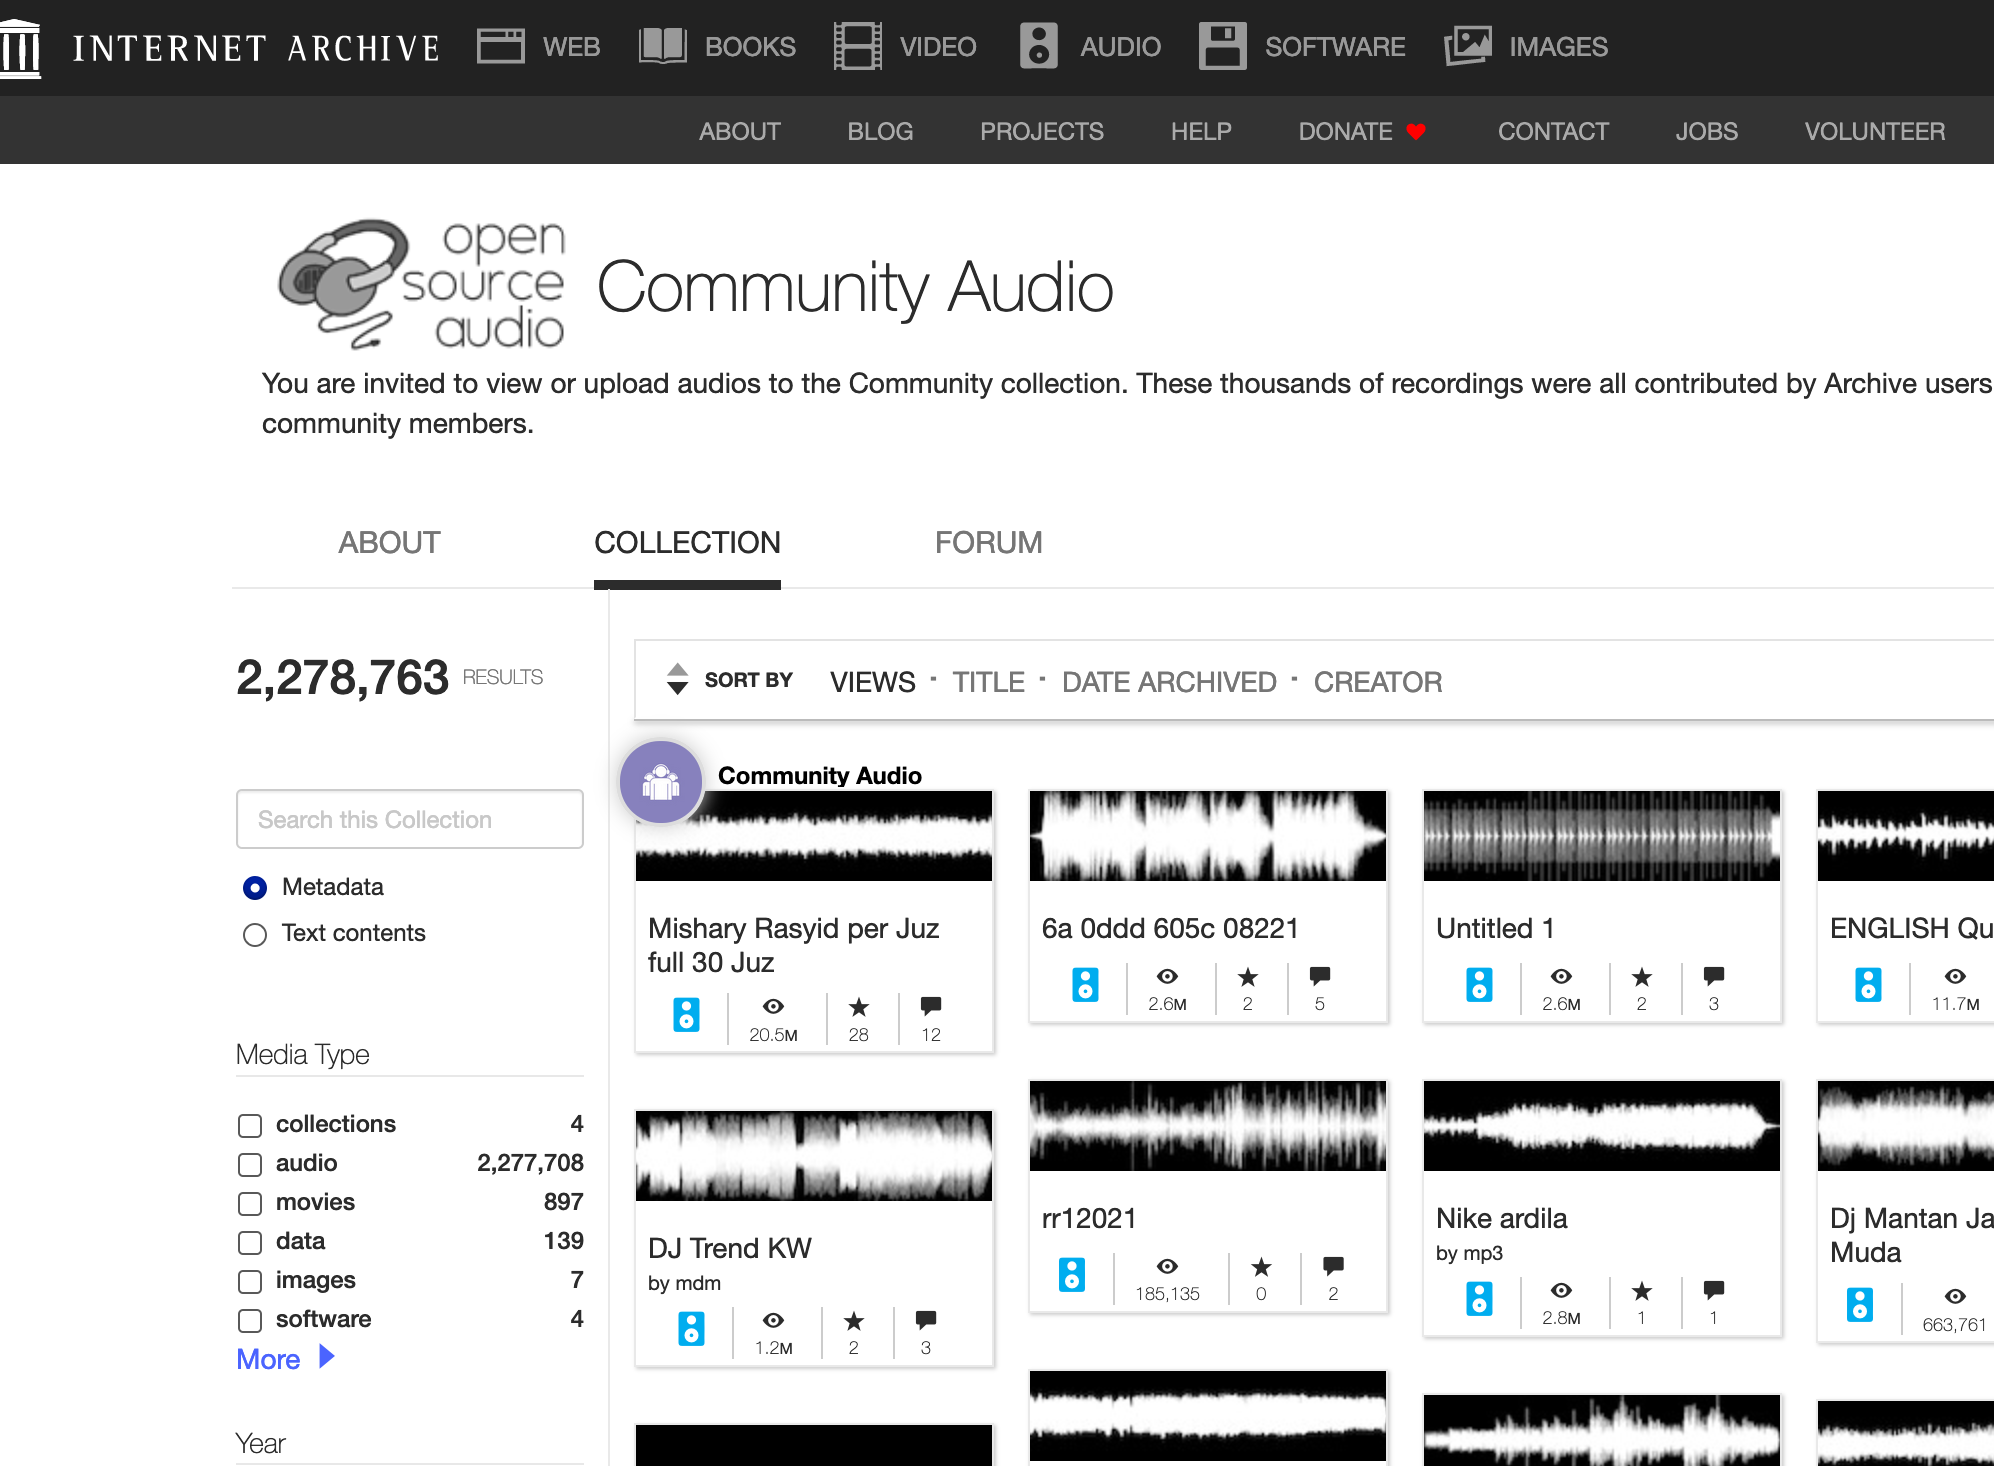 INTERNET ARCHIVE WEB BOOKS VIDEO AUDIO SOFTWARE IMAGES
ABOUT BLOG PROJECTS HELP DONATE CONTACT JOBS VOLUNTEER
open
source
audio
Community Audio
You are invited to view or upload audios to the Community collection. These thousands of recordings were all contributed by Archive users
community members.
ABOUT COLLECTION FORUM
2,278,763 RESULTS
Search this Collection
Metadata
Text contents
Media Type
collections 4
audio 2,277,708
movies 897
data 139
images 7
software 4
More
Year
SORT BY VIEWS · TITLE · DATE ARCHIVED · CREATOR
Community Audio
Mishary Rasyid per Juz
full 30 Juz
20.5M 28 12
6a 0ddd 605c 08221
2.6M 2 5
Untitled 1
2.6M 2 3
ENGLISH Qu
11.7M
DJ Trend KW
by mdm
1.2M 2 3
rr12021
185,135 0 2
Nike ardila
by mp3
2.8M 1 1
Dj Mantan Ja
Muda
663,761